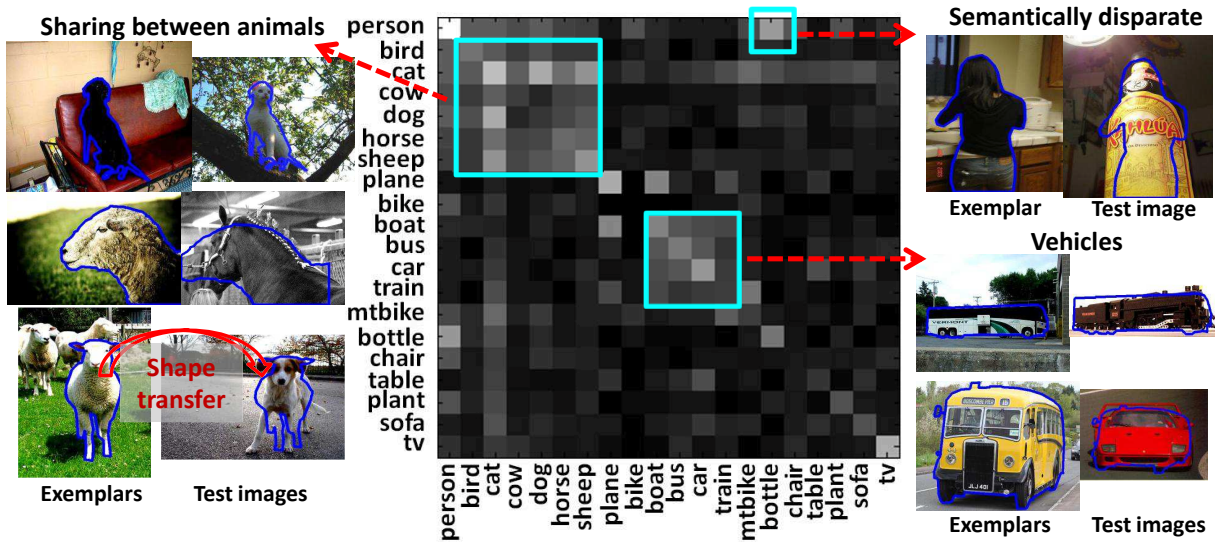 Sharing between animals
Shape
transfer
Exemplars
Test images
person
bird
cat
cow
dog
horse
sheep
plane
bike
boat
bus
car
train
mtbike
bottle
chair
table
plant
sofa
tv
person
bird
cat
cow
dog
horse
sheep
plane
bike
boat
bus
car
train
mtbike
bottle
chair
table
plant
sofa
tv
Semantically disparate
Exemplar
Test image
Vehicles
VERMONT
JLJ 401
Exemplars
Test images